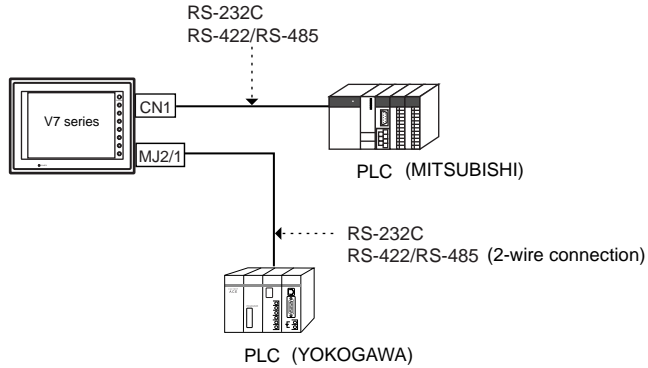 RS-232C
RS-422/RS-485
CN1
V7 series
MJ2/1
PLC (MITSUBISHI)
RS-232C
RS-422/RS-485 (2-wire connection)
PLC (YOKOGAWA)